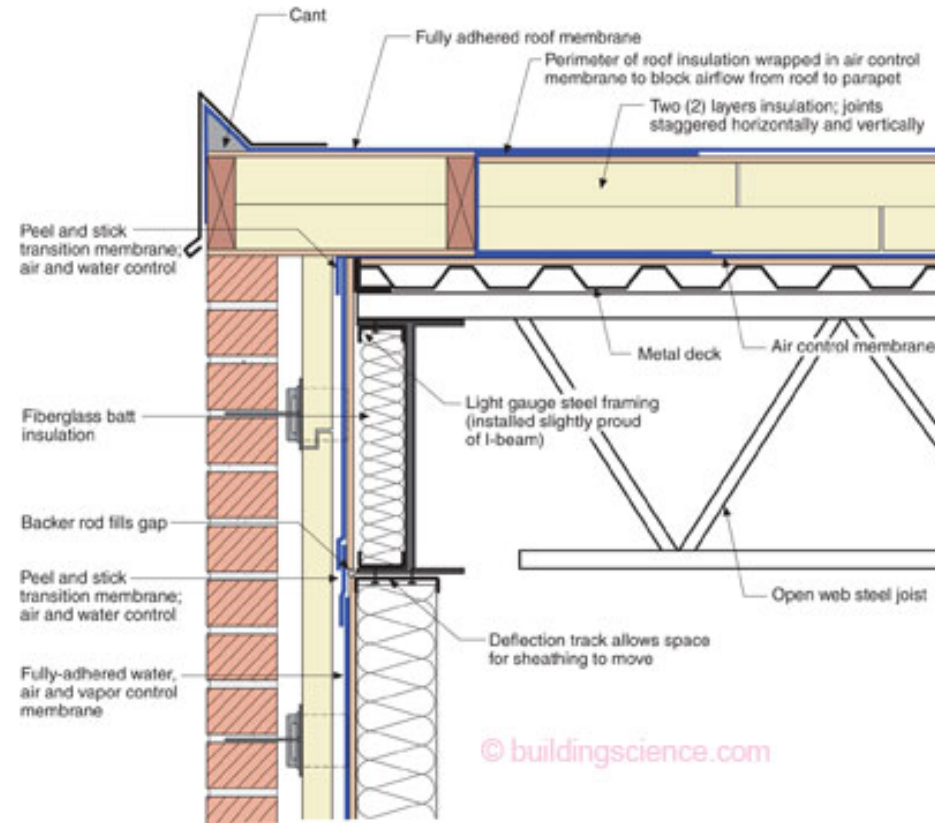 Cant
Fully adhered roof membrane
Perimeter of roof insulation wrapped in air control
membrane to block airflow from roof to parapet
Two (2) layers insulation; joints
staggered horizontally and vertically
Peel and stick
transition membrane;
air and water control
Metal deck
Air control membrane
Fiberglass batt
insulation
Light gauge steel framing
(installed slightly proud
of I-beam)
Backer rod fills gap
Peel and stick
transition membrane;
air and water control
Open web steel joist
Deflection track allows space
for sheathing to move
Fully-adhered water,
air and vapor control
membrane
© buildingscience.com